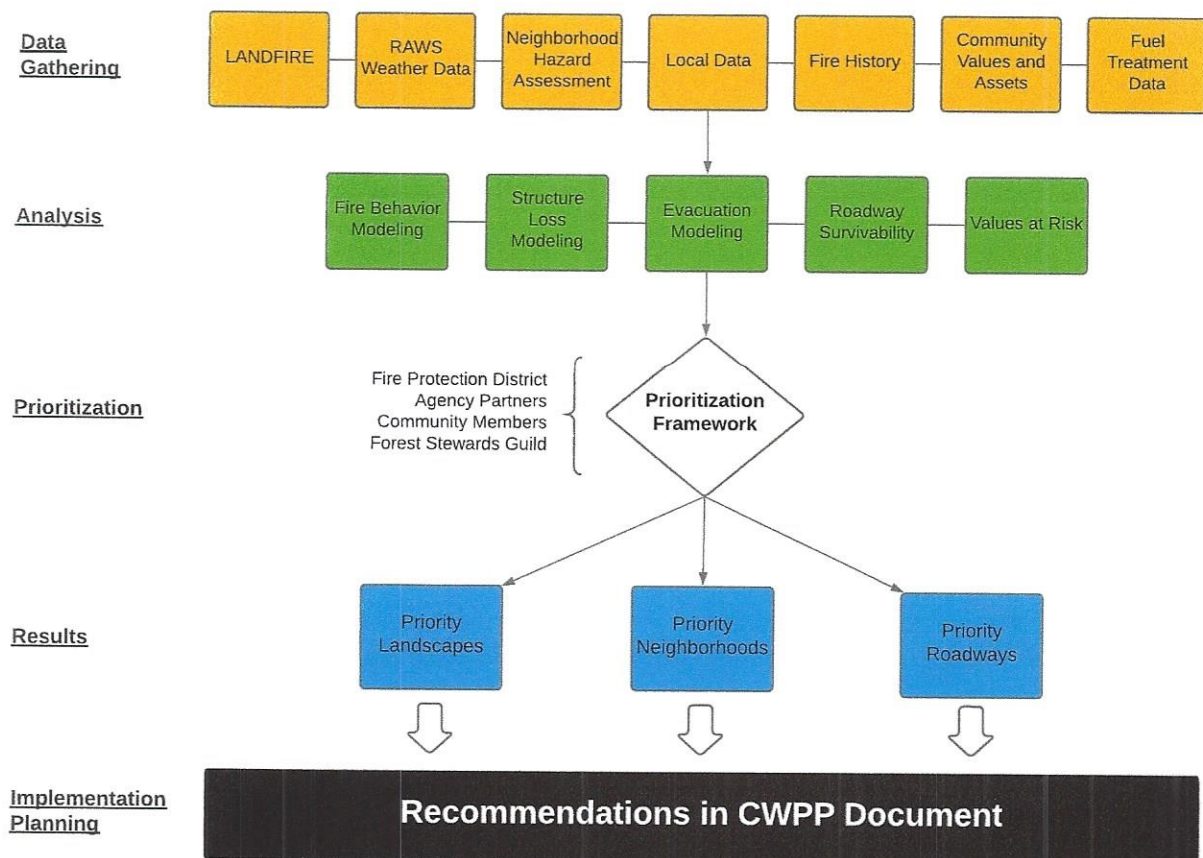 Data
Gathering
LANDFIRE
RAWS
Weather Data
Neighborhood
Hazard
Assessment
Local Data
Fire History
Community
Values and
Assets
Fuel
Treatment
Data
Analysis
Fire Behavior
Modeling
Structure
Loss
Modeling
Evacuation
Modeling
Roadway
Survivability
Values at Risk
Prioritization
Fire Protection District
Agency Partners
Community Members
Forest Stewards Guild
Prioritization
Framework
Results
Priority
Landscapes
Priority
Neighborhoods
Priority
Roadways
Implementation
Planning
Recommendations in CWPP Document